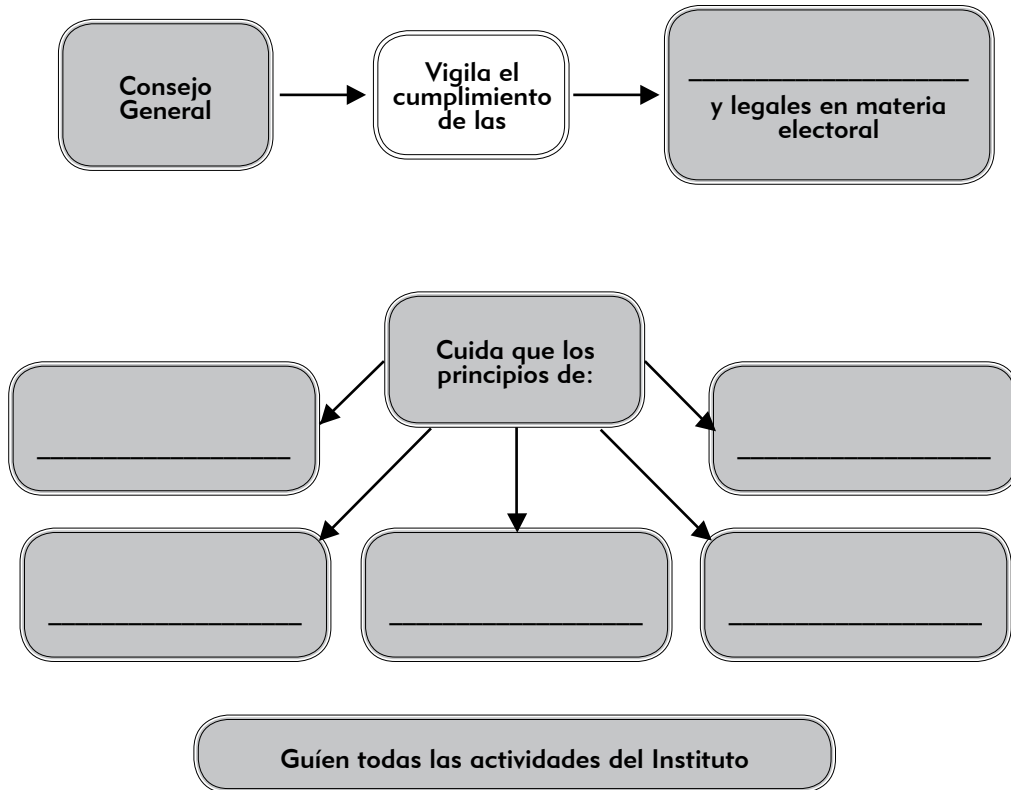 Consejo
General
Vigila el
cumplimiento
de las
y legales en materia
electoral
Cuida que los
principios de:
Guíen todas las actividades del Instituto